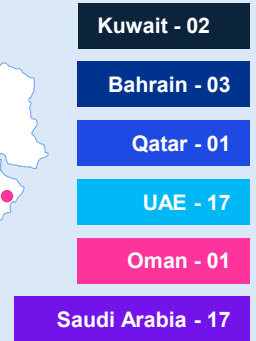 Kuwait - 02
Bahrain - 03
Qatar - 01
UAE - 17
Oman - 01
Saudi Arabia - 17